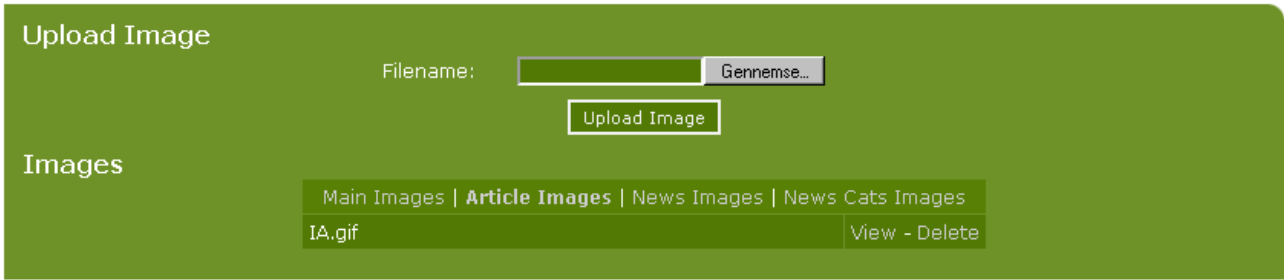 Upload Image
Filename: Gennemse...
Upload Image
Images
Main Images | Article Images | News Images | News Cats Images
IA.gif View - Delete